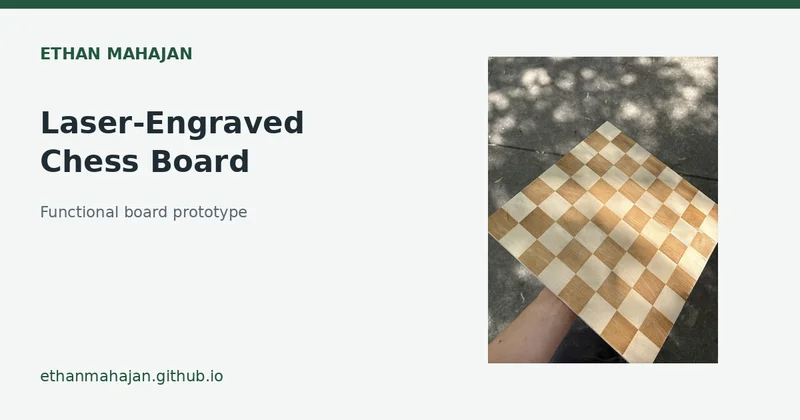 ETHAN MAHAJAN
Laser-Engraved
Chess Board
Functional board prototype
ethanmahajan.github.io